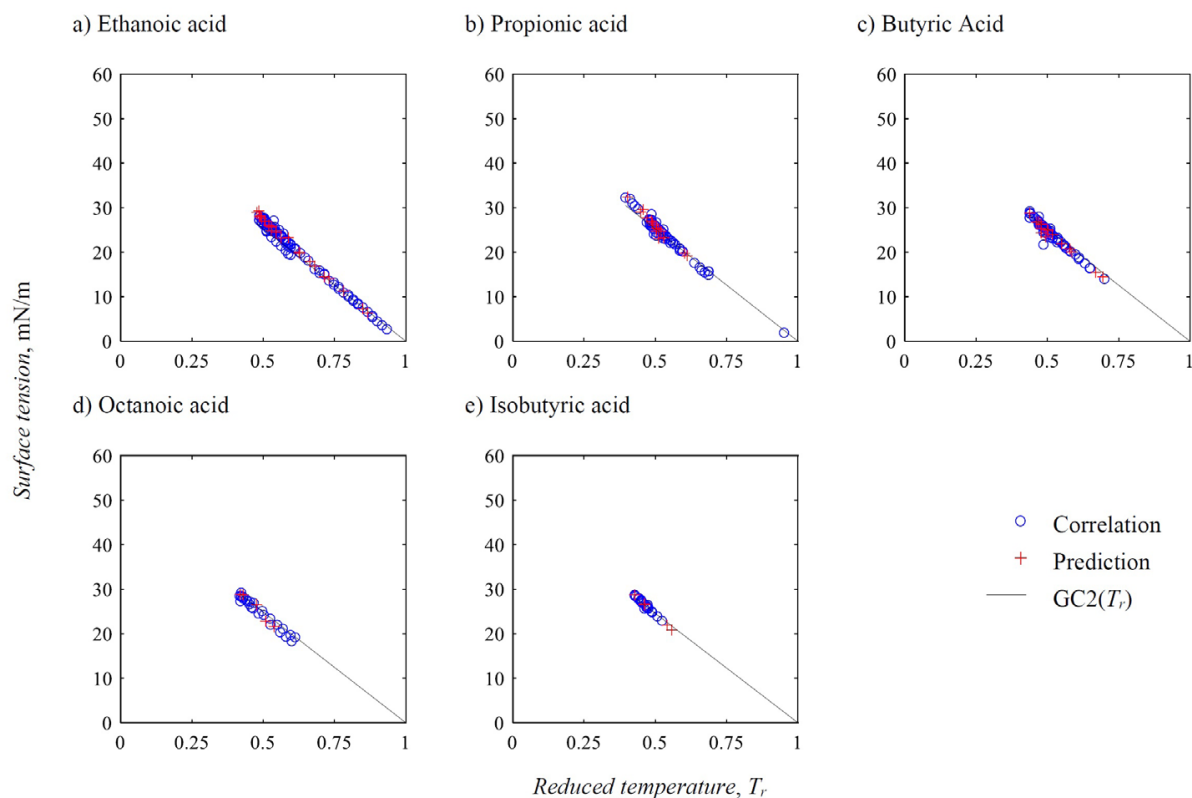 a) Ethanoic acid
b) Propionic acid
c) Butyric Acid
60
50
40
30
20
10
0
0 0.25 0.5 0.75 1
60
50
40
30
20
10
0
0 0.25 0.5 0.75 1
60
50
40
30
20
10
0
0 0.25 0.5 0.75 1
d) Octanoic acid
e) Isobutyric acid
60
50
40
30
20
10
0
0 0.25 0.5 0.75 1
60
50
40
30
20
10
0
0 0.25 0.5 0.75 1
Surface tension, mN/m
Reduced temperature, Tr
Correlation
Prediction
GC2(Tr)